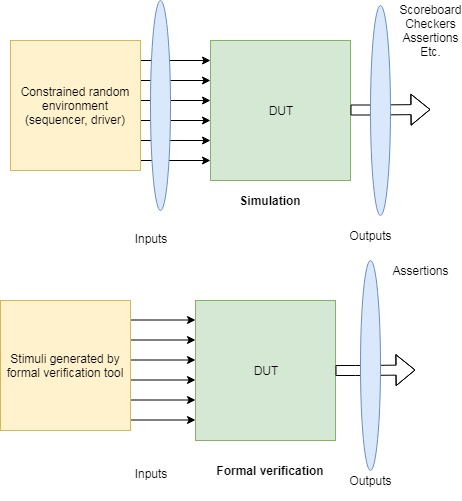 Scoreboard
Checkers
Assertions
Etc.
Constrained random
environment
(sequencer, driver)
DUT
Simulation
Inputs
Outputs
Assertions
Stimuli generated by
formal verification tool
DUT
Inputs
Formal verification
Outputs